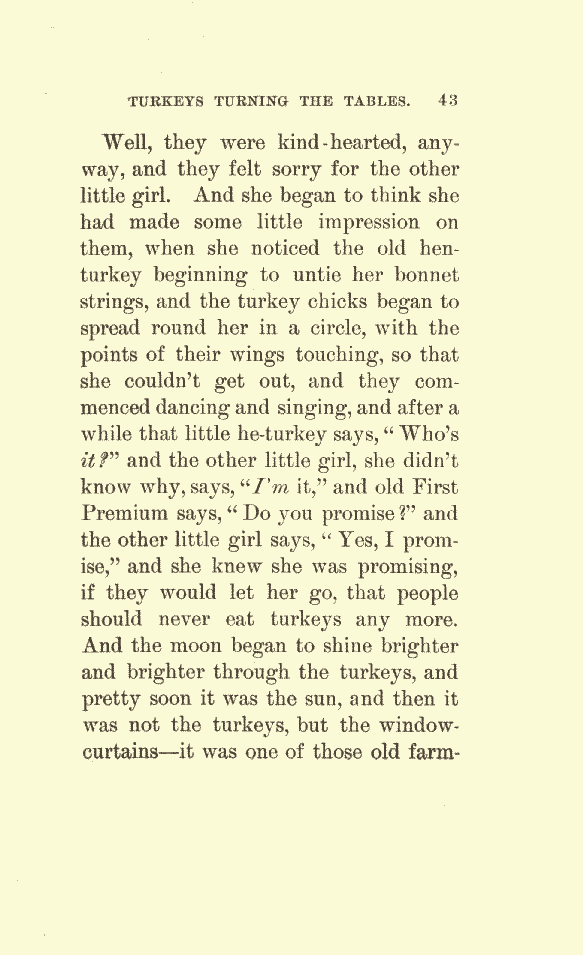 TURKEYS TURNING THE TABLES. 43
Well, they were kind-hearted, any-
way, and they felt sorry for the other
little girl. And she began to think she
had made some little impression on
them, when she noticed the old hen-
turkey beginning to untie her bonnet
strings, and the turkey chicks began to
spread round her in a circle, with the
points of their wings touching, so that
she couldn't get out, and they com-
menced dancing and singing, and after a
while that little he-turkey says, “ Who's
it?” and the other little girl, she didn't
know why, says, “I'm it,” and old First
Premium says, “ Do you promise?” and
the other little girl says, “ Yes, I prom-
ise,” and she knew she was promising,
if they would let her go, that people
should never eat turkeys any more.
And the moon began to shine brighter
and brighter through the turkeys, and
pretty soon it was the sun, and then it
was not the turkeys, but the window-
curtains—it was one of those old farm-